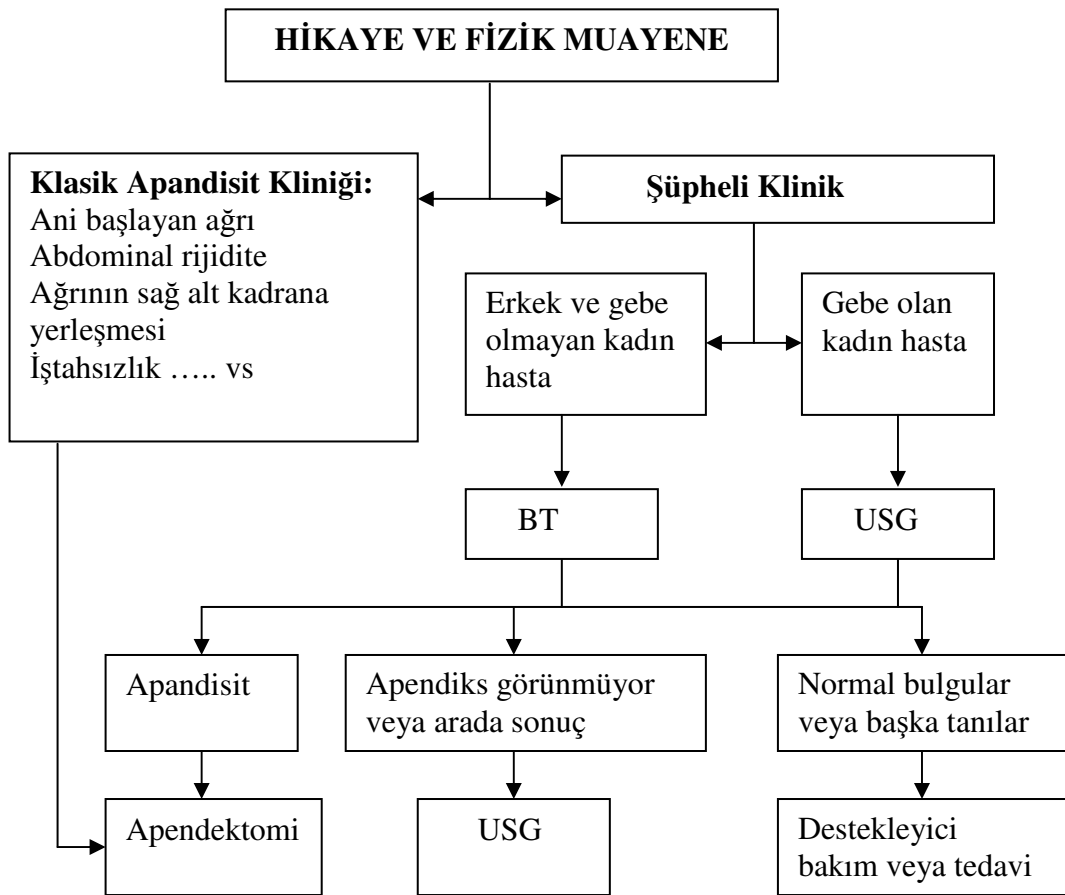 HİKAYE VE FİZİK MUAYENE
Klasik Apandisit Kliniği:
Ani başlayan ağrı
Abdominal rijidite
Ağrının sağ alt kadrana
yerleşmesi
İştahsızlık ….. vs
Şüpheli Klinik
Erkek ve gebe
olmayan kadın
hasta
Gebe olan
kadın hasta
BT
USG
Apandisit
Apendiks görünmüyor
veya arada sonuç
Normal bulgular
veya başka tanılar
Apendektomi
USG
Destekleyici
bakım veya tedavi